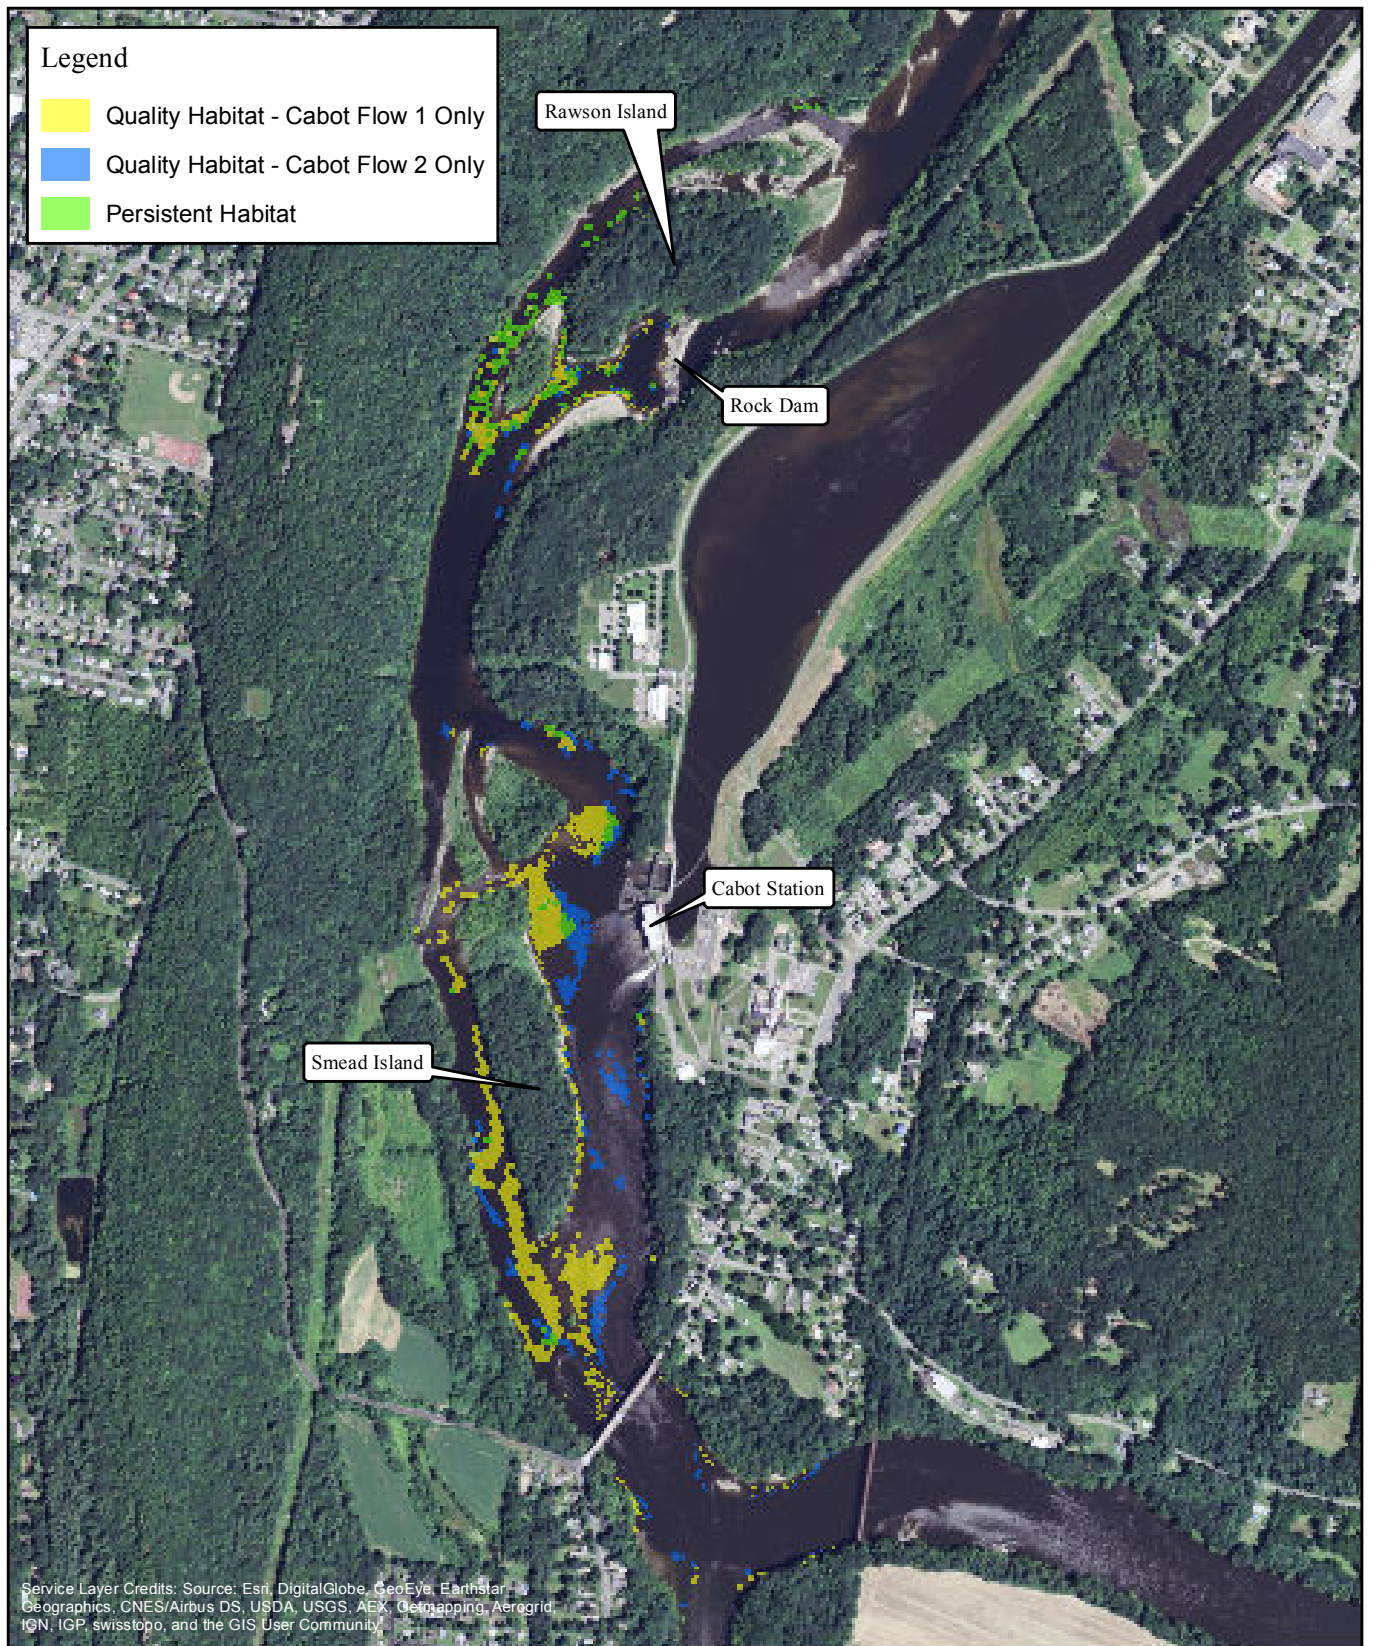 Legend
Quality Habitat - Cabot Flow 1 Only
Quality Habitat - Cabot Flow 2 Only
Persistent Habitat
Rawson Island
Rock Dam
Cabot Station
Smead Island
Service Layer Credits: Source: Esri, DigitalGlobe, GeoEye, Earthstar
Geographics, CNES/Airbus DS, USDA, USGS, AEX, Getmapping, Aerogrid,
IGN, IGP, swisstopo, and the GIS User Community